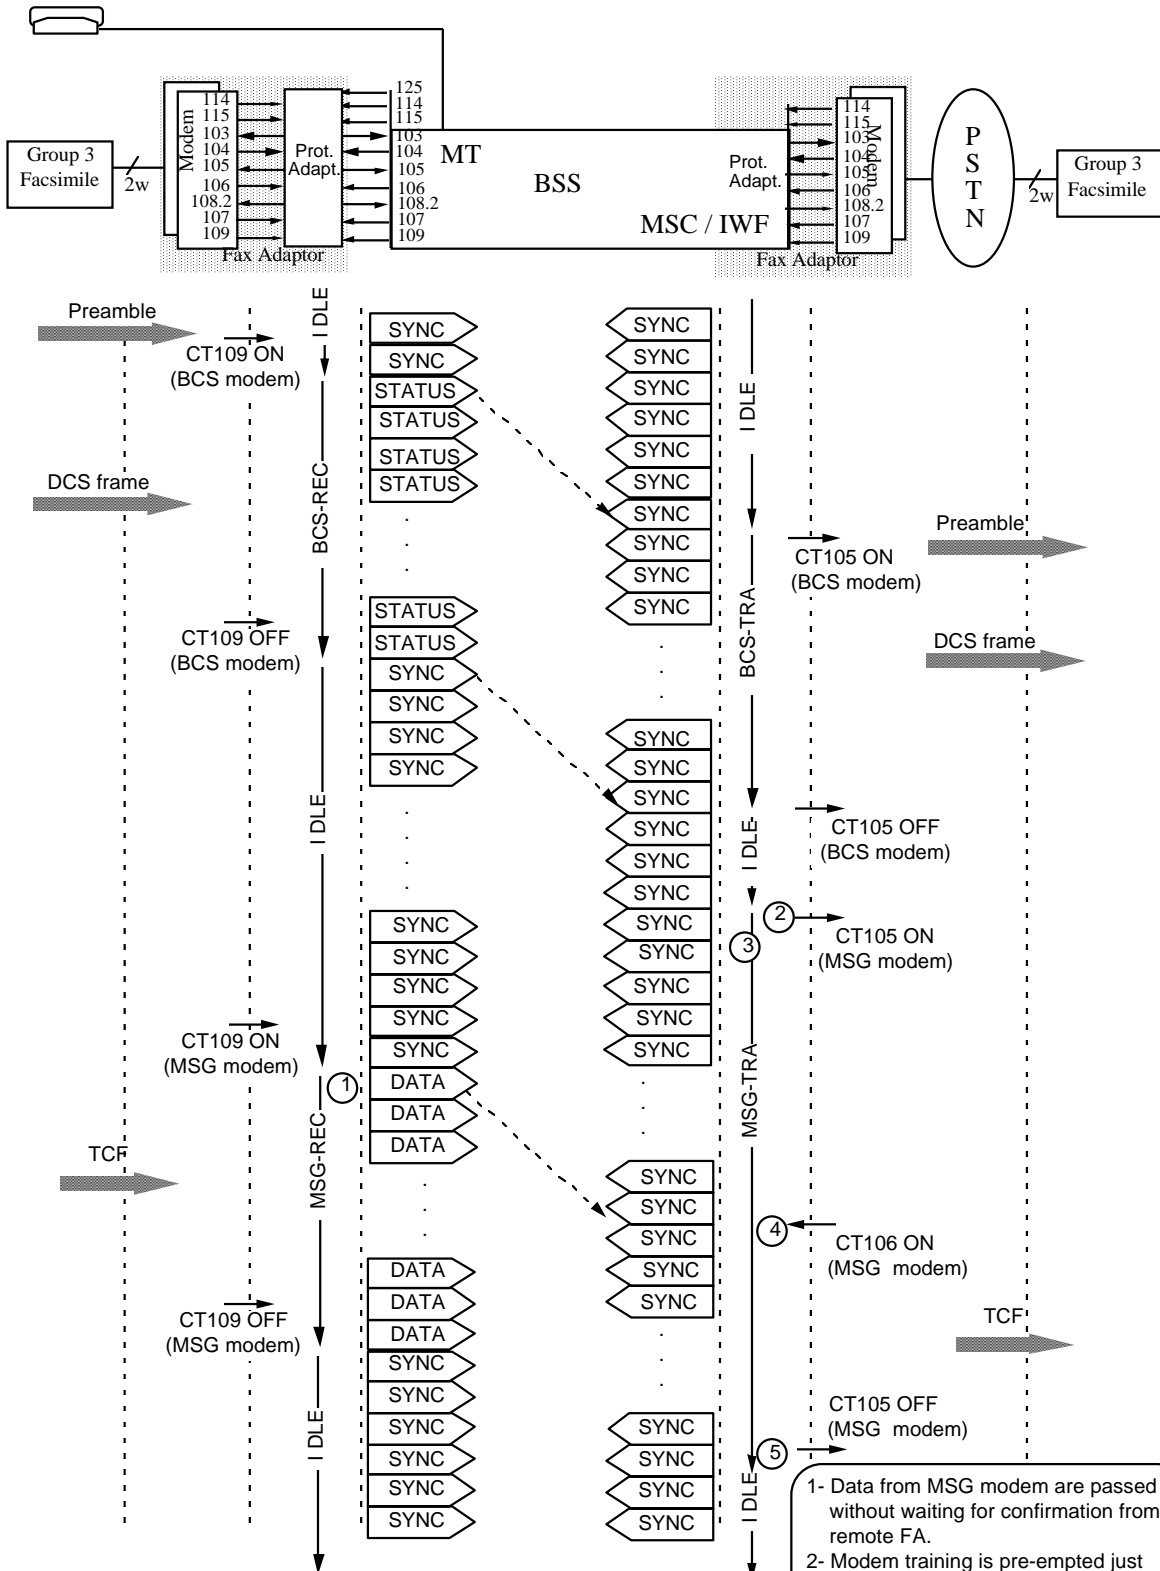 125
114
115
103
104
105
106
108.2
107
109
114
115
103
104
105
106
108.2
107
109
Modem
Prot.
Adapt.
Group 3
Facsimile
2w
Fax Adaptor
MT
BSS
MSC / IWF
Prot.
Adapt.
114
115
103
104
105
106
108.2
107
109
Modem
Fax Adaptor
P
S
T
N
2w
Group 3
Facsimile
Preamble
CT109 ON
(BCS modem)
I DLE
SYNC
SYNC
STATUS
STATUS
STATUS
STATUS
SYNC
SYNC
SYNC
SYNC
SYNC
SYNC
SYNC
SYNC
SYNC
SYNC
I DLE
DCS frame
BCS-REC
CT105 ON
(BCS modem)
Preamble
CT109 OFF
(BCS modem)
STATUS
STATUS
SYNC
SYNC
SYNC
SYNC
BCS-TRA
DCS frame
I DLE
SYNC
SYNC
SYNC
SYNC
SYNC
SYNC
SYNC
SYNC
SYNC
SYNC
SYNC
I DLE
CT105 OFF
(BCS modem)
2
CT105 ON
(MSG modem)
3
SYNC
SYNC
SYNC
SYNC
SYNC
DATA
DATA
DATA
CT109 ON
(MSG modem)
1
MSG-TRA
TCF
MSG-REC
SYNC
SYNC
SYNC
SYNC
SYNC
4
CT106 ON
(MSG modem)
DATA
DATA
DATA
SYNC
SYNC
SYNC
SYNC
SYNC
SYNC
CT109 OFF
(MSG modem)
TCF
I DLE
SYNC
SYNC
SYNC
SYNC
CT105 OFF
(MSG modem)
5
I DLE
1- Data from MSG modem are passed
without waiting for confirmation from
remote FA.
2- Modem training is pre-empted just